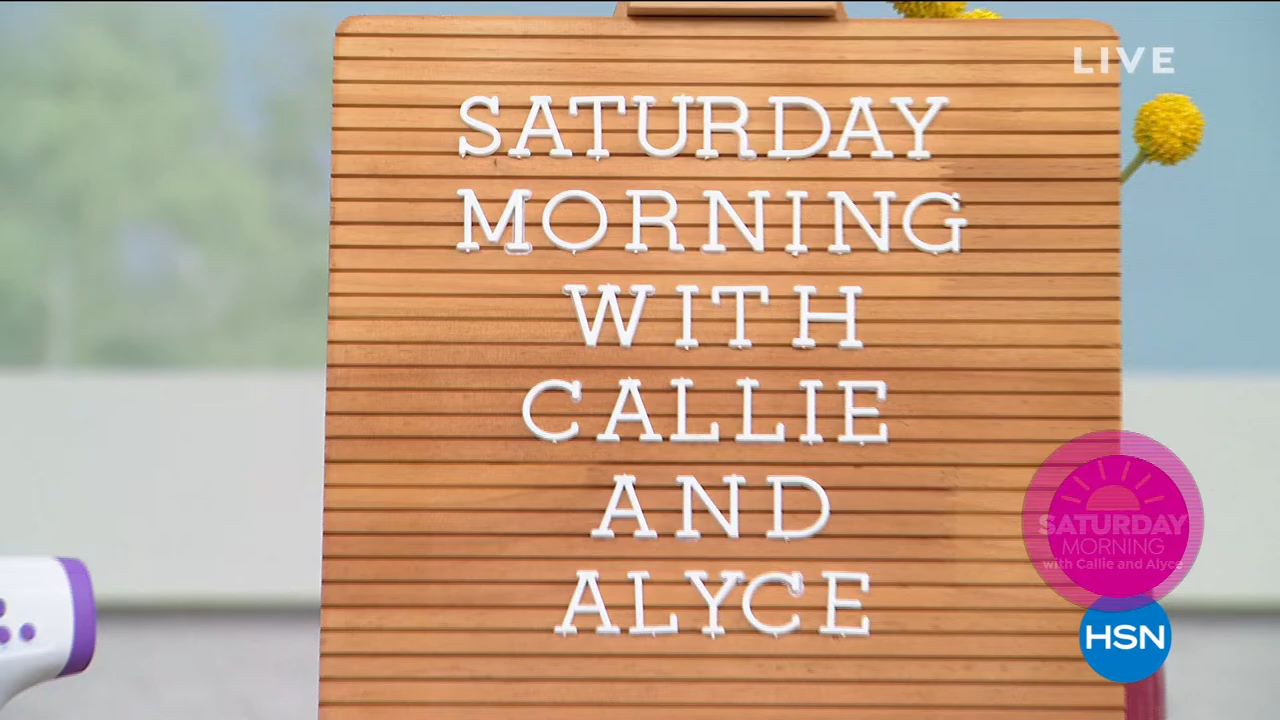 LIVE
SATURDAY
MORNING
WITH
CALLIE
AND
ALYCE
SATURDAY
MORNING
with Callie and Alyce
HSN